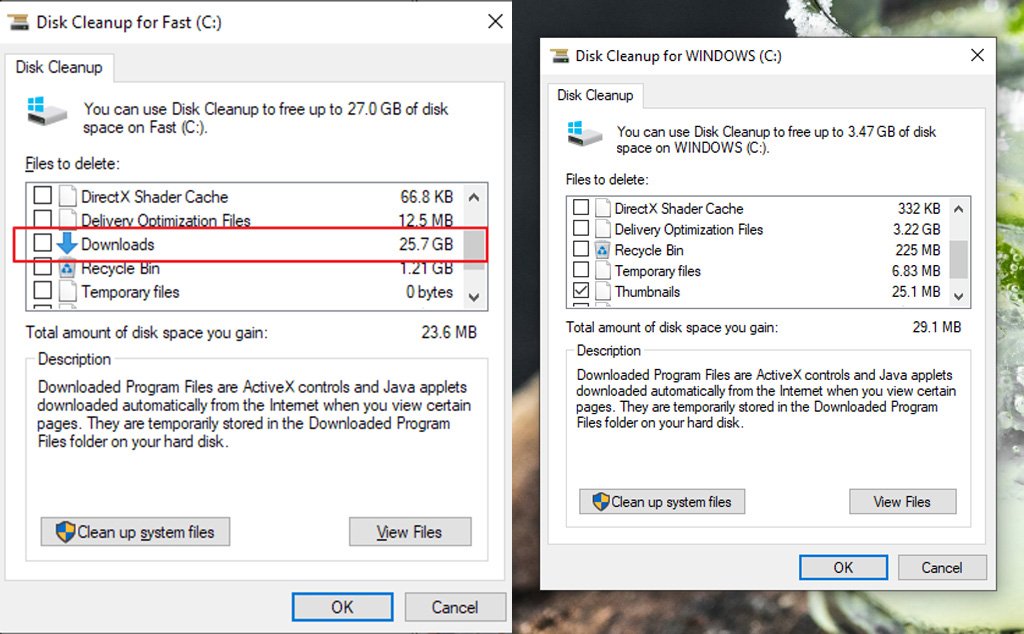 Disk Cleanup for Fast (C:)
Disk Cleanup
You can use Disk Cleanup to free up to 27.0 GB of disk
space on Fast (C:).
Files to delete:
DirectX Shader Cache 66.8 KB
Delivery Optimization Files 12.5 MB
Downloads 25.7 GB
Recycle Bin 1.21 GB
Temporary files 0 bytes
Total amount of disk space you gain: 23.6 MB
Description
Downloaded Program Files are ActiveX controls and Java applets
downloaded automatically from the Internet when you view certain
pages. They are temporarily stored in the Downloaded Program
Files folder on your hard disk.
Clean up system files View Files
OK Cancel
Disk Cleanup for WINDOWS (C:)
Disk Cleanup
You can use Disk Cleanup to free up to 3.47 GB of disk
space on WINDOWS (C:).
Files to delete:
DirectX Shader Cache 332 KB
Delivery Optimization Files 3.22 GB
Recycle Bin 225 MB
Temporary files 6.83 MB
Thumbnails 25.1 MB
Total amount of disk space you gain: 29.1 MB
Description
Downloaded Program Files are ActiveX controls and Java applets
downloaded automatically from the Internet when you view certain
pages. They are temporarily stored in the Downloaded Program
Files folder on your hard disk.
Clean up system files View Files
OK Cancel